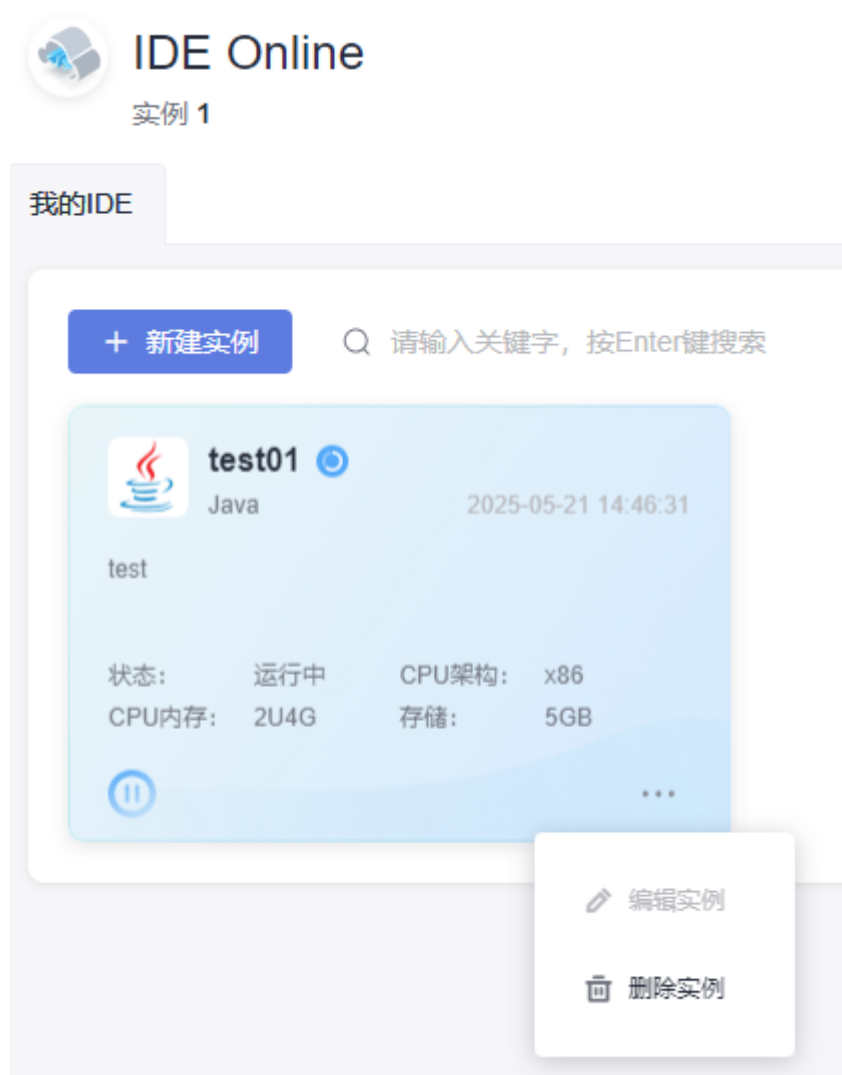 IDE Online
实例 1
我的IDE
+ 新建实例 请输入关键字，按Enter键搜索
test01
Java 2025-05-21 14:46:31
test
状态： 运行中 CPU架构： x86
CPU内存： 2U4G 存储： 5GB
...
编辑实例
删除实例